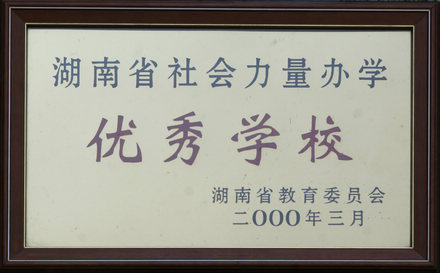 湖南省社会力量办学
优秀学校
湖南省教育委员会
二000年三月